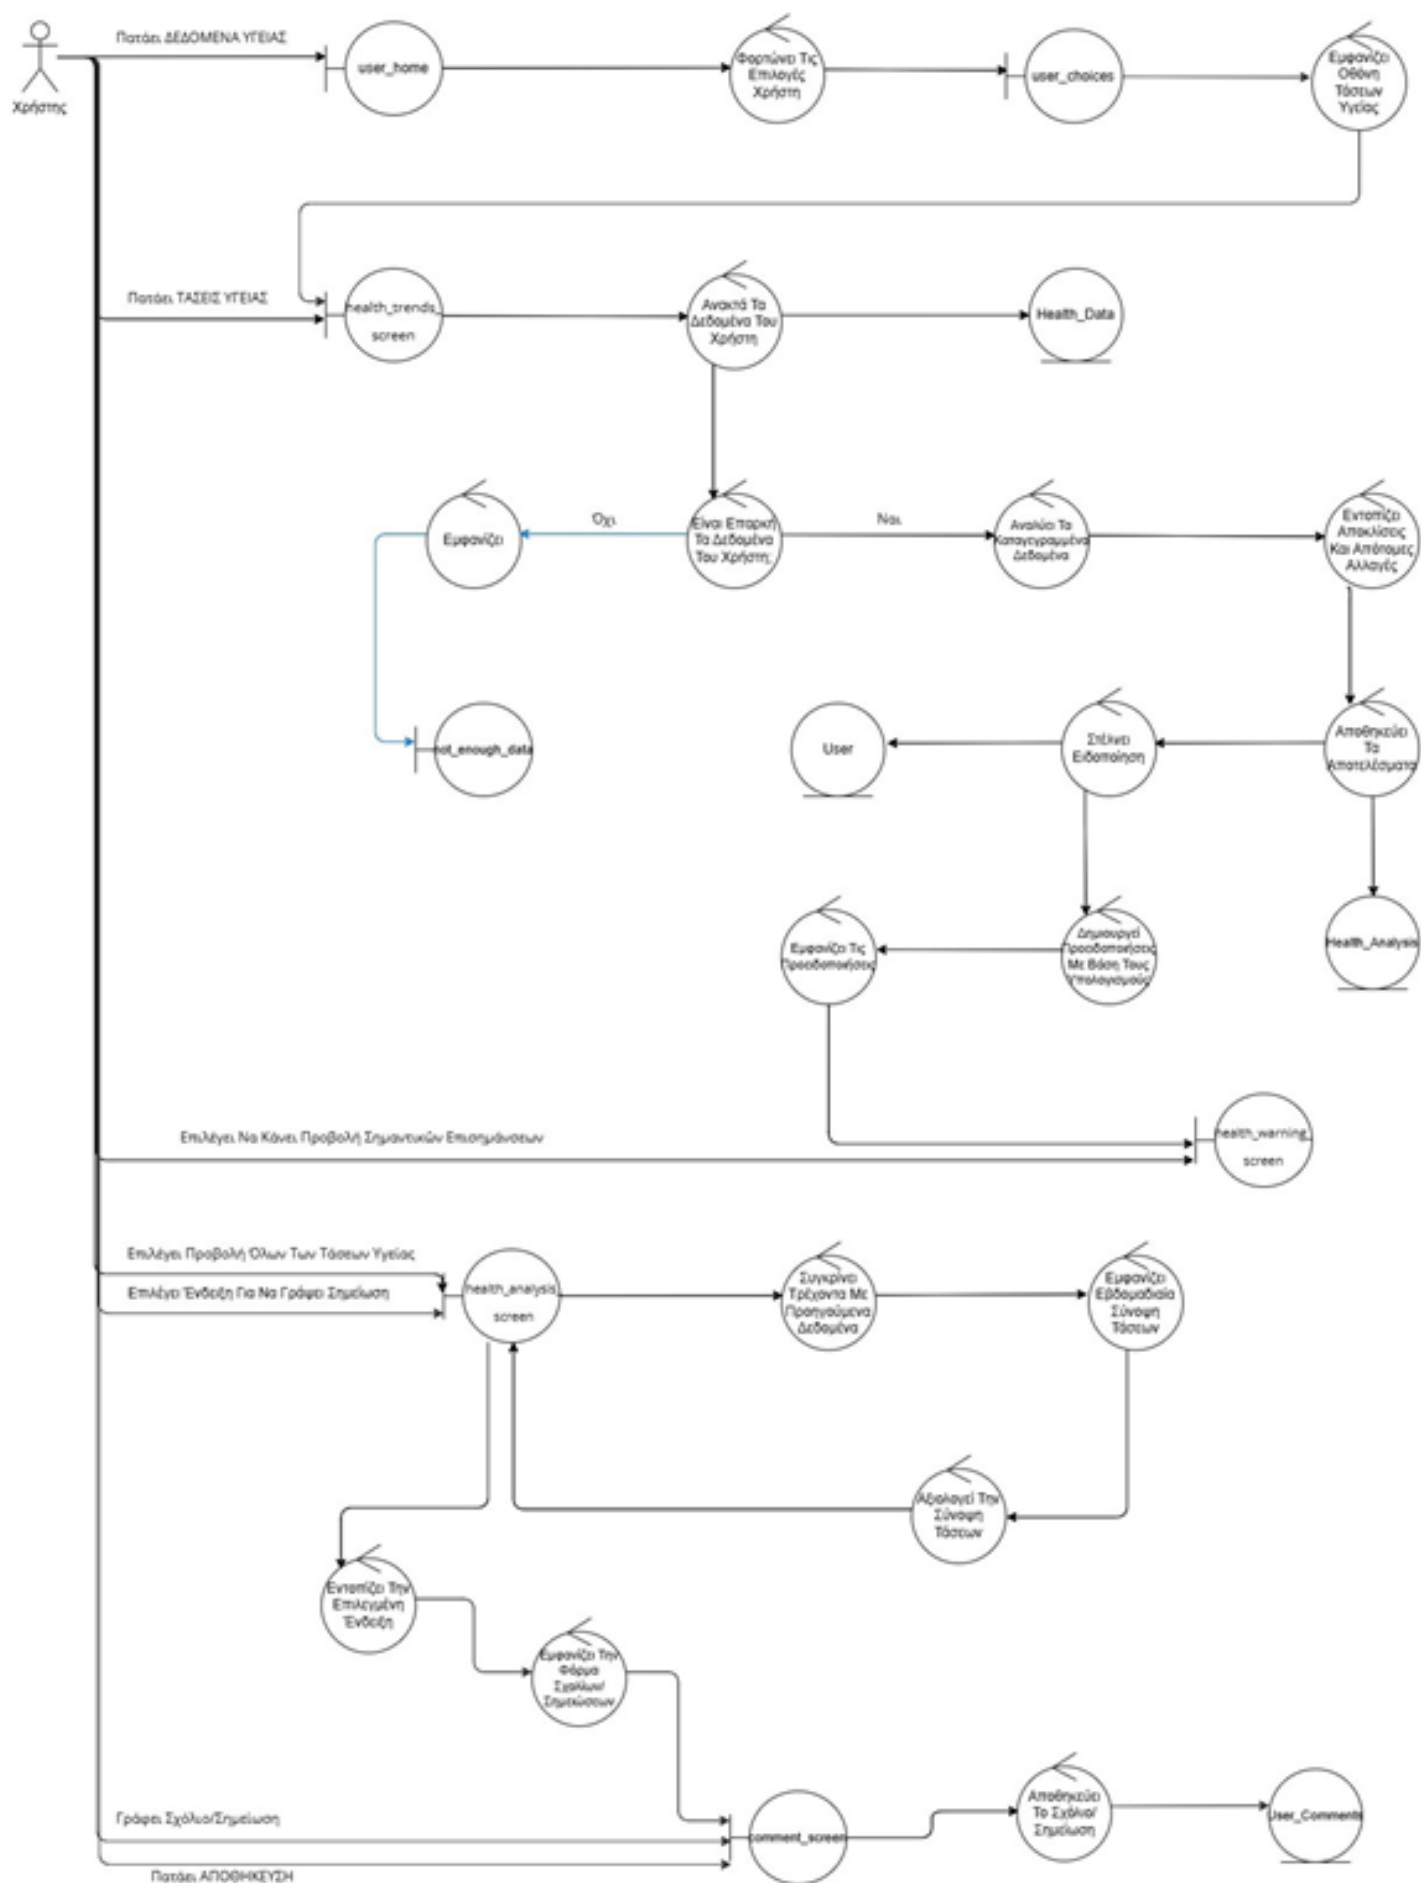 Πατάει ΔΕΔΟΜΕΝΑ ΥΓΕΙΑΣ
Χρήστης
user_home
Φορτώνει Τις
Επιλογές
Χρήστη
user_choices
Εμφανίζει
Οθόνη
Τάσεων
Υγείας
Πατάει ΤΑΣΕΙΣ ΥΓΕΙΑΣ
health_trends_
screen
Ανακτά Τα
Δεδομένα Του
Χρήστη
Health_Data
Εμφανίζει
Όχι
Είναι Επαρκή
Τα Δεδομένα
Του Χρήστη;
Ναι
Αναλύει Τα
Καταγεγραμμένα
Δεδομένα
Εντοπίζει
Αποκλίσεις
Και Απότομες
Αλλαγές
not_enough_data
User
Στέλνει
Ειδοποίηση
Αποθηκεύει
Τα
Αποτελέσματα
Εμφανίζει Τις
Προειδοποιήσεις
Δημιουργεί
Προειδοποιήσεις
Με Βάση Τους
Υπολογισμούς
Health_Analysis
Επιλέγει Να Κάνει Προβολή Σημαντικών Επισημάνσεων
health_warning_
screen
Επιλέγει Προβολή Όλων Των Τάσεων Υγείας
Επιλέγει Ένδειξη Για Να Γράψει Σημείωση
health_analysis_
screen
Συγκρίνει
Τρέχοντα Με
Προηγούμενα
Δεδομένα
Εμφανίζει
Εβδομαδιαία
Σύνοψη
Τάσεων
Αξιολογεί Την
Σύνοψη
Τάσεων
Εντοπίζει Την
Επιλεγμένη
Ένδειξη
Εμφανίζει Την
Φόρμα
Σχολίων/
Σημειώσεων
Γράφει Σχόλιο/Σημείωση
Πατάει ΑΠΟΘΗΚΕΥΣΗ
comment_screen
Αποθηκεύει
Το Σχόλιο/
Σημείωση
User_Comments